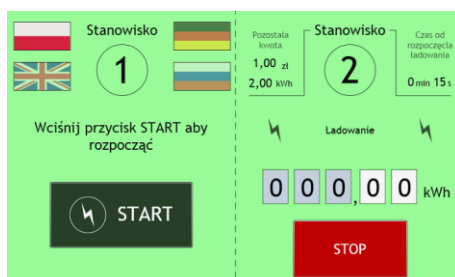 Stanowisko
1
Wciśnij przycisk START aby
rozpocząć
START
Pozostała
kwota
1,00 zł
2,00 kWh
Stanowisko
2
Czas od
rozpoczęcia
ładowania
0 min 15 s
Ładowanie
0 0 0 , 0 0 kWh
STOP